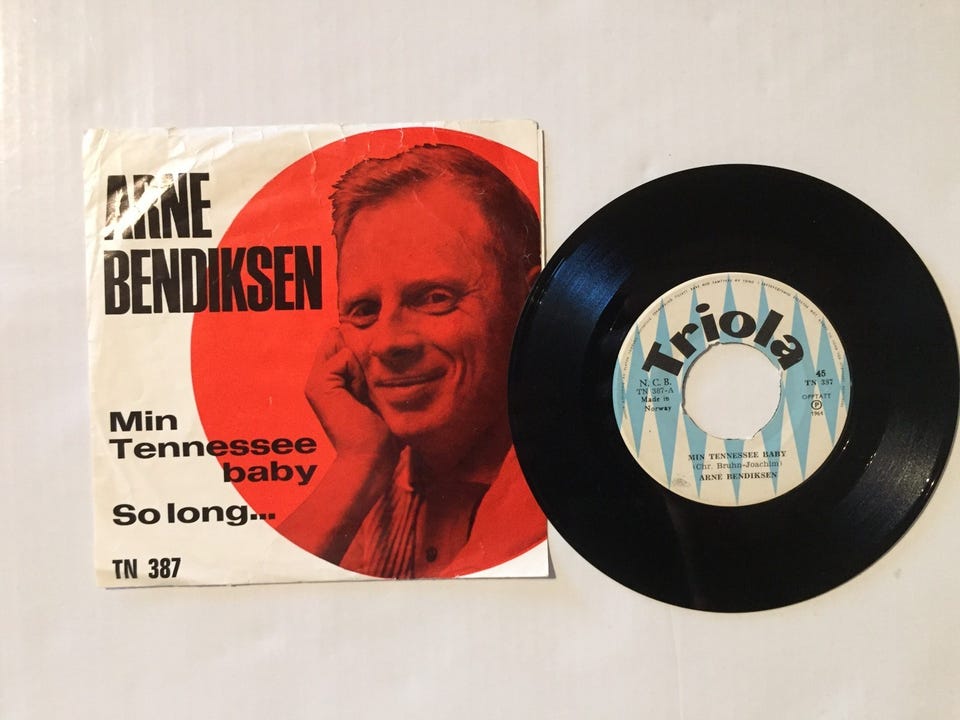 ARNE
BENDIKSEN
Min
Tennessee
baby
So long...
TN 387
Triola
N. C. B.
TN 387-A
Made in
Norway
45
TN 387
OPPTATT
P
1964
MIN TENNESSEE BABY
(Chr. Bruhn-Joachim)
ARNE BENDIKSEN